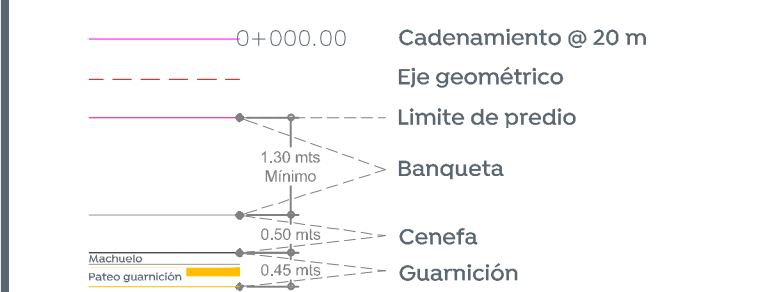 0+000.00 Cadenamiento @ 20 m
Eje geométrico
Limite de predio
1.30 mts
Mínimo
Banqueta
0.50 mts Cenefa
Machuelo
Pateo guarnición 0.45 mts Guarnición